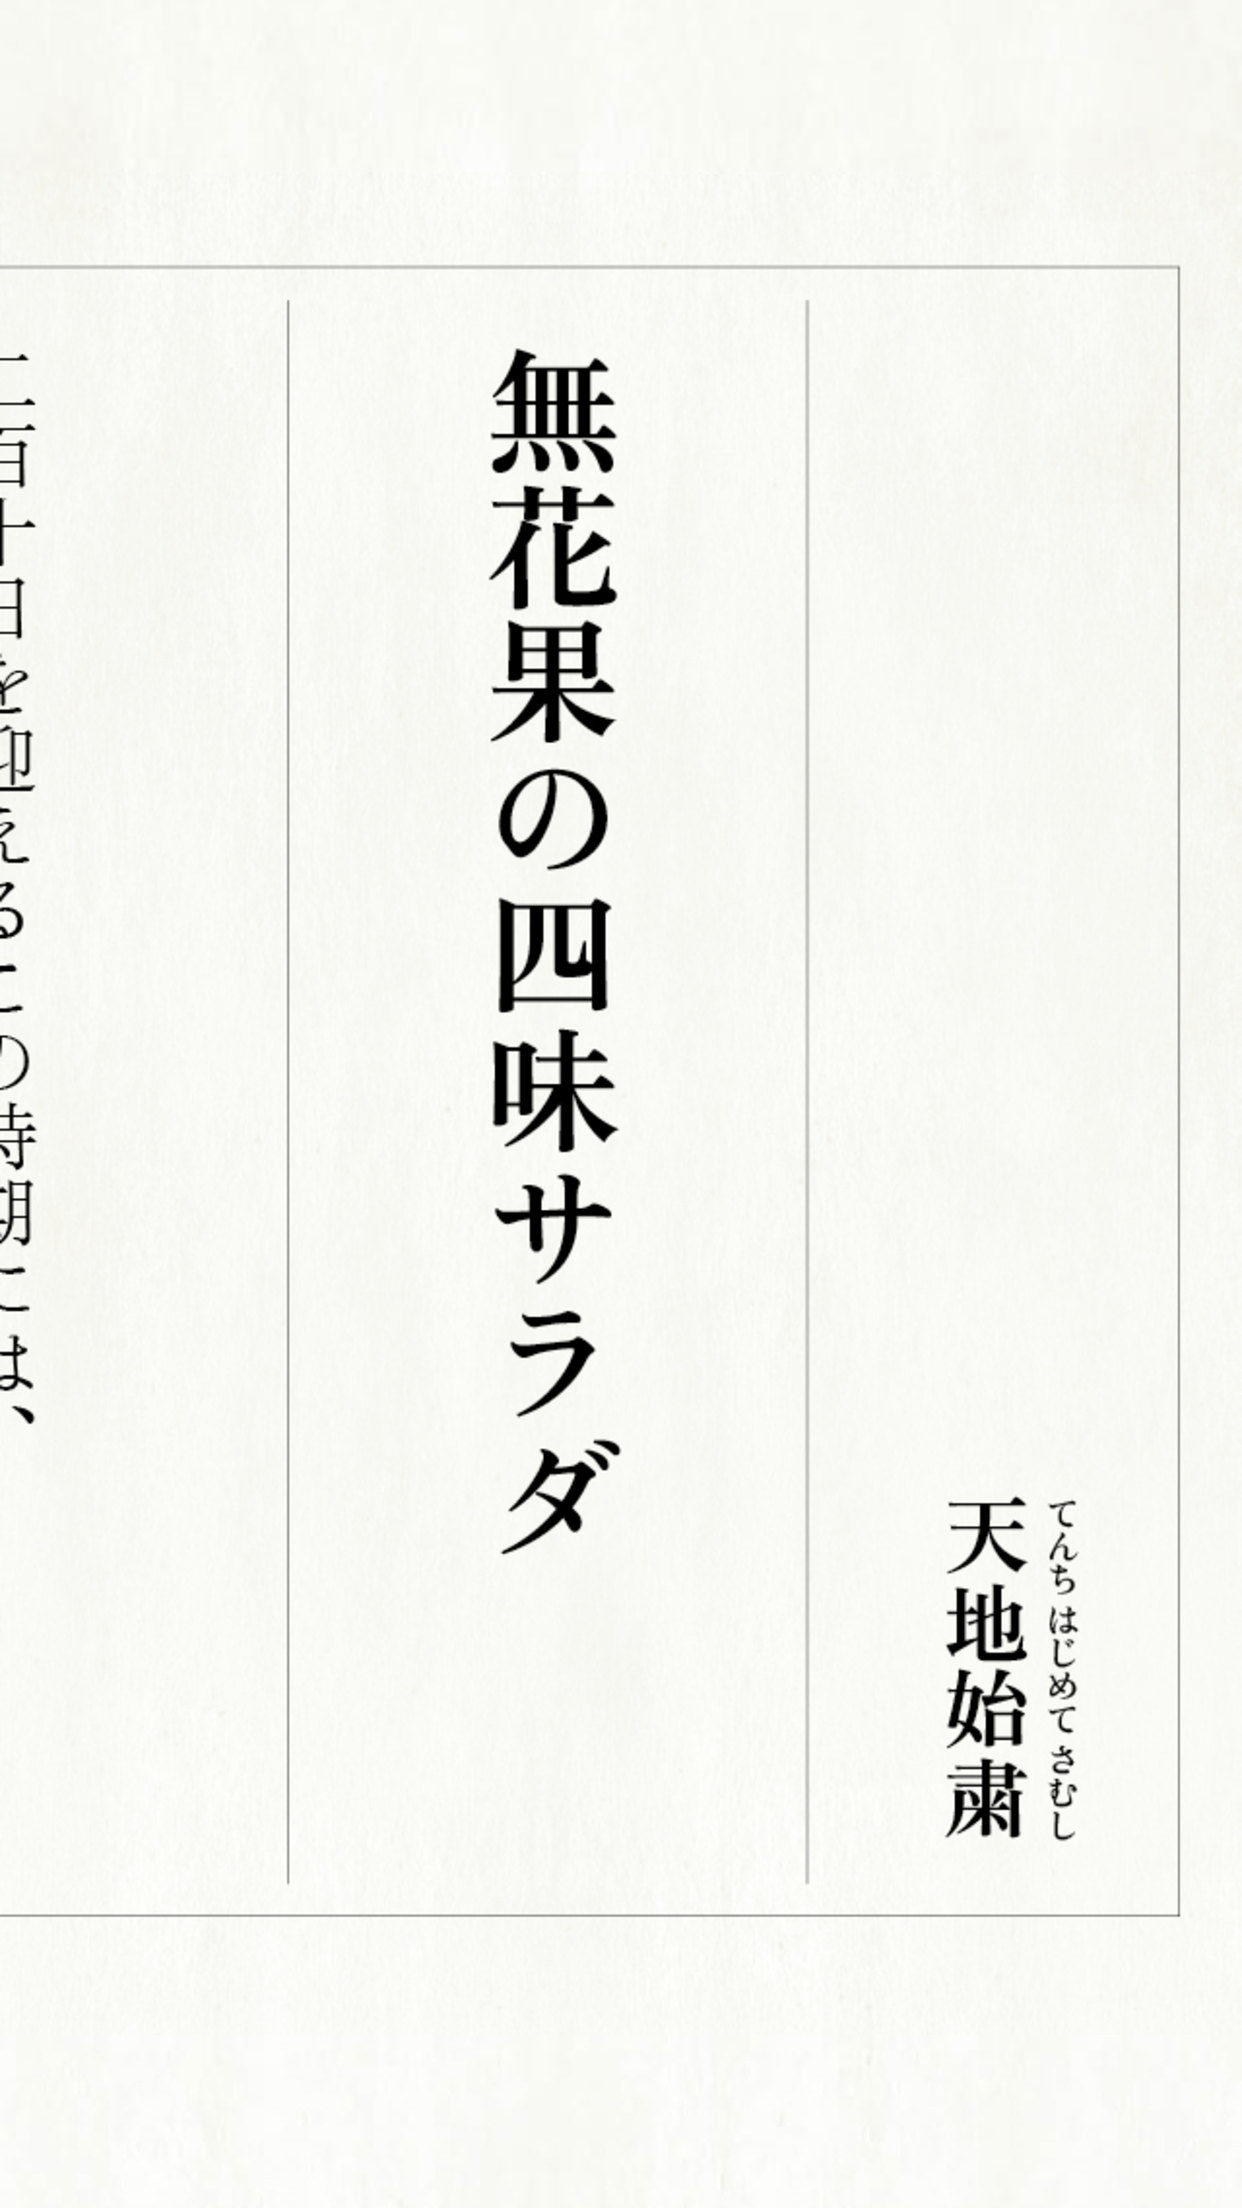 てんち はじめて さむし
天地始粛
無花果の四味サラダ
二百十日を迎えるこの時期には、